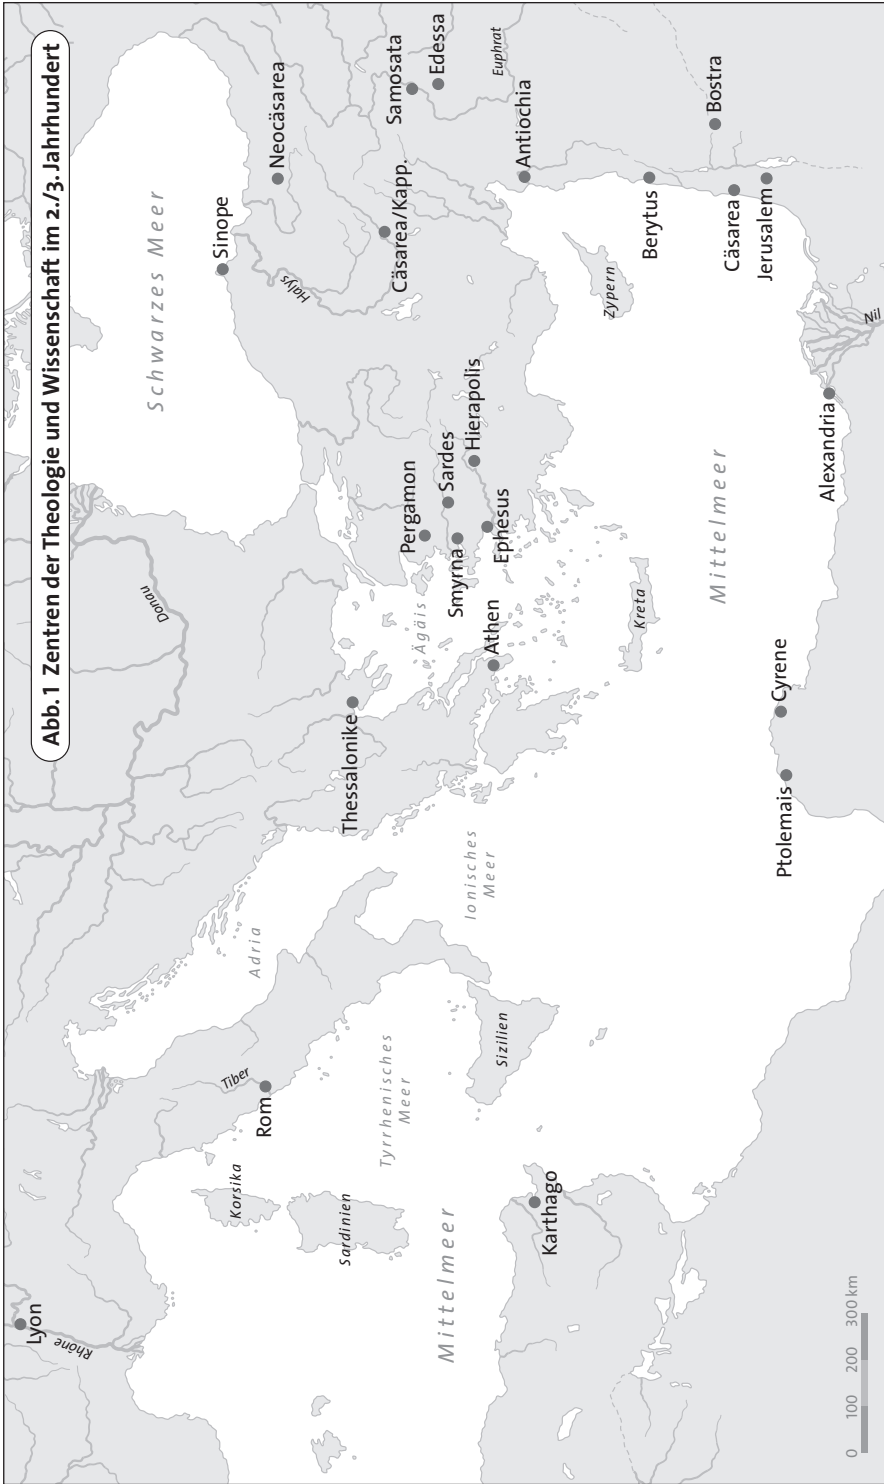 Abb. 1 Zentren der Theologie und Wissenschaft im 2./3. Jahrhundert
Lyon
Rhône
Donau
Schwarzes Meer
Sinope
Neocäsarea
Adria
Tiber
Rom
Korsika
Halys
Thessalonike
Cäsarea/Kapp.
Samosata
Edessa
Sardinien
Tyrrhenisches
Meer
Ägäis
Pergamon
Sardes
Smyrna
Hierapolis
Ephesus
Athen
Ionisches
Meer
Euphrat
Antiochia
Mittelmeer
Sizilien
Karthago
Zypern
Kreta
Berytus
Bostra
Cäsarea
Jerusalem
Mittelmeer
Cyrene
Ptolemais
Alexandria
Nil
0 100 200 300 km